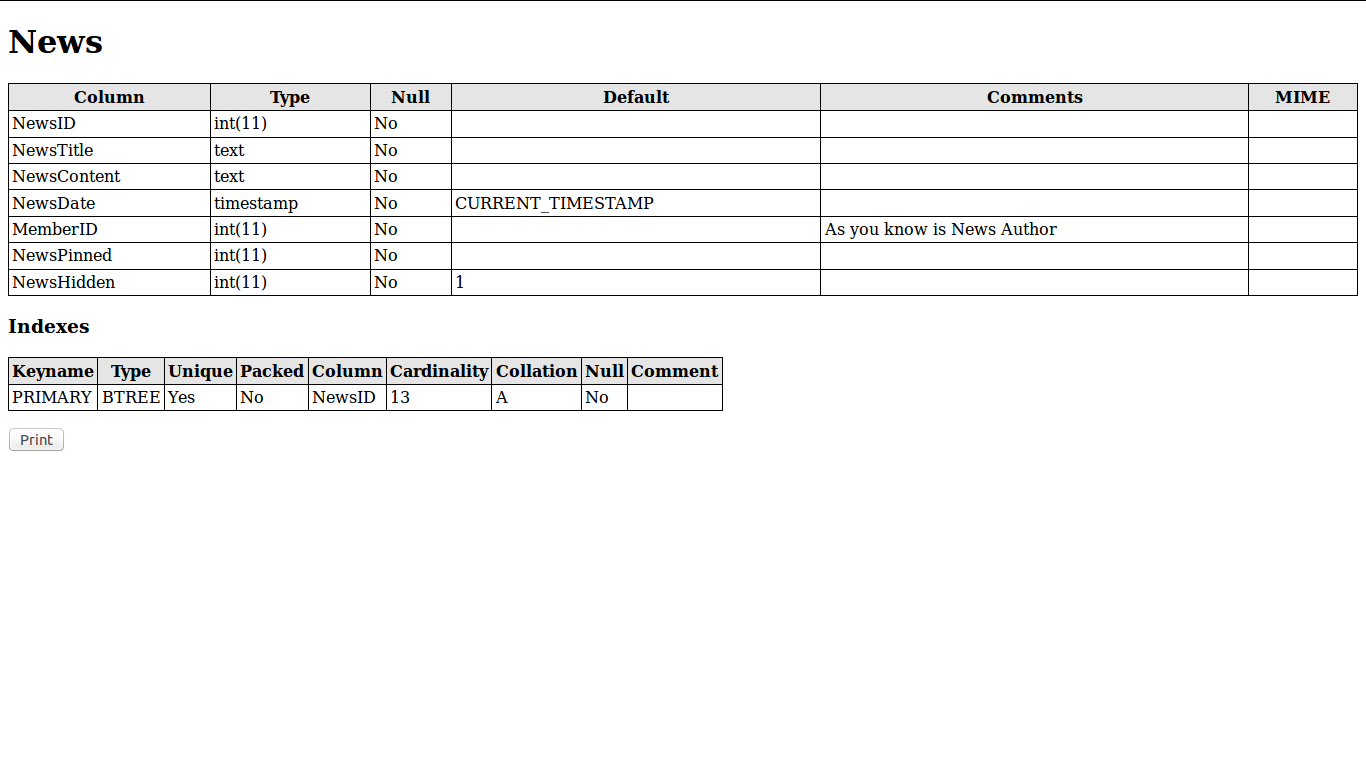 News
Column Type Null Default Comments MIME
NewsID int(11) No
NewsTitle text No
NewsContent text No
NewsDate timestamp No CURRENT_TIMESTAMP
MemberID int(11) No As you know is News Author
NewsPinned int(11) No
NewsHidden int(11) No 1
Indexes
Keyname Type Unique Packed Column Cardinality Collation Null Comment
PRIMARY BTREE Yes No NewsID 13 A No
Print